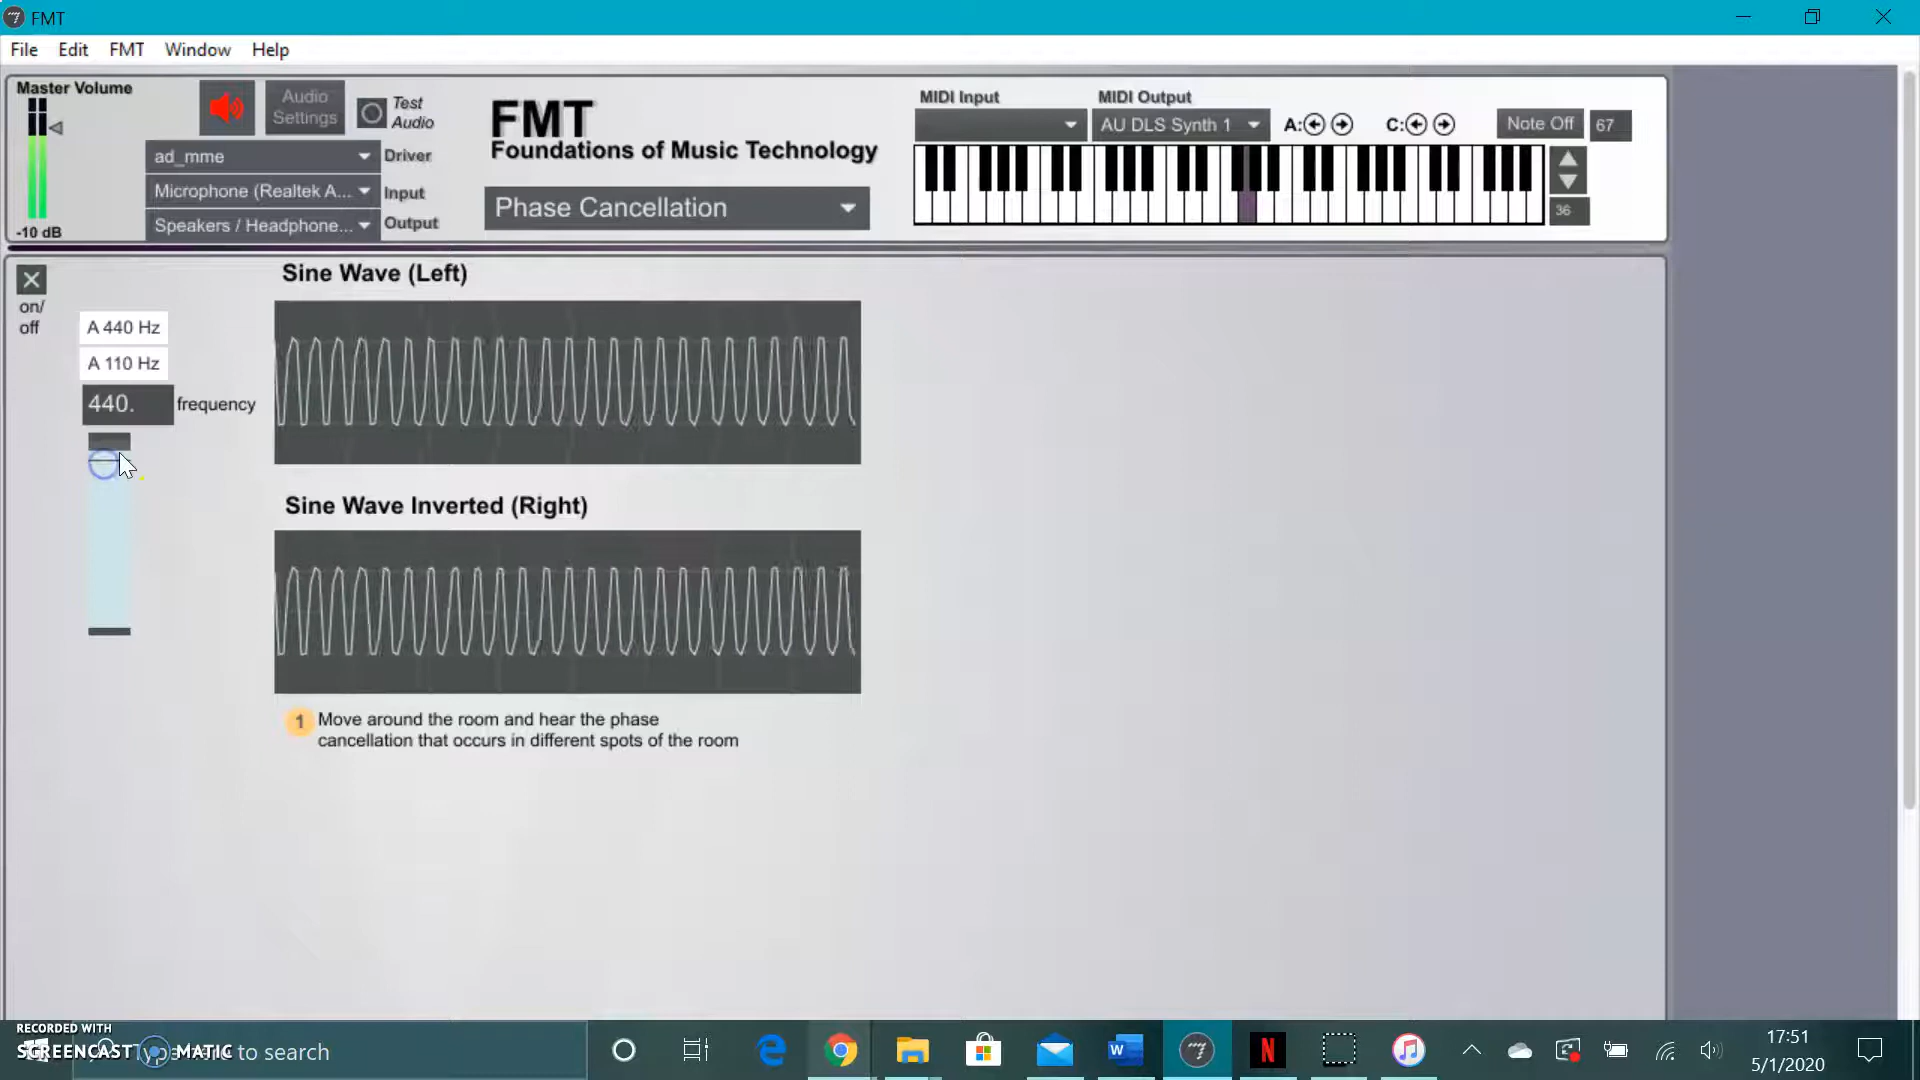 FMT
File Edit FMT Window Help
Master Volume
-10 dB
Audio Settings
Test Audio
ad_mme Driver
Microphone (Realtek A... Input
Speakers / Headphone... Output
FMT
Foundations of Music Technology
Phase Cancellation
MIDI Input
MIDI Output
AU DLS Synth 1
A: C:
Note Off 67
36
on/
off
A 440 Hz
A 110 Hz
440. frequency
Sine Wave (Left)
Sine Wave Inverted (Right)
1 Move around the room and hear the phase
cancellation that occurs in different spots of the room
RECORDED WITH
SCREENCAST MATIC
to search
W N
17:51
5/1/2020